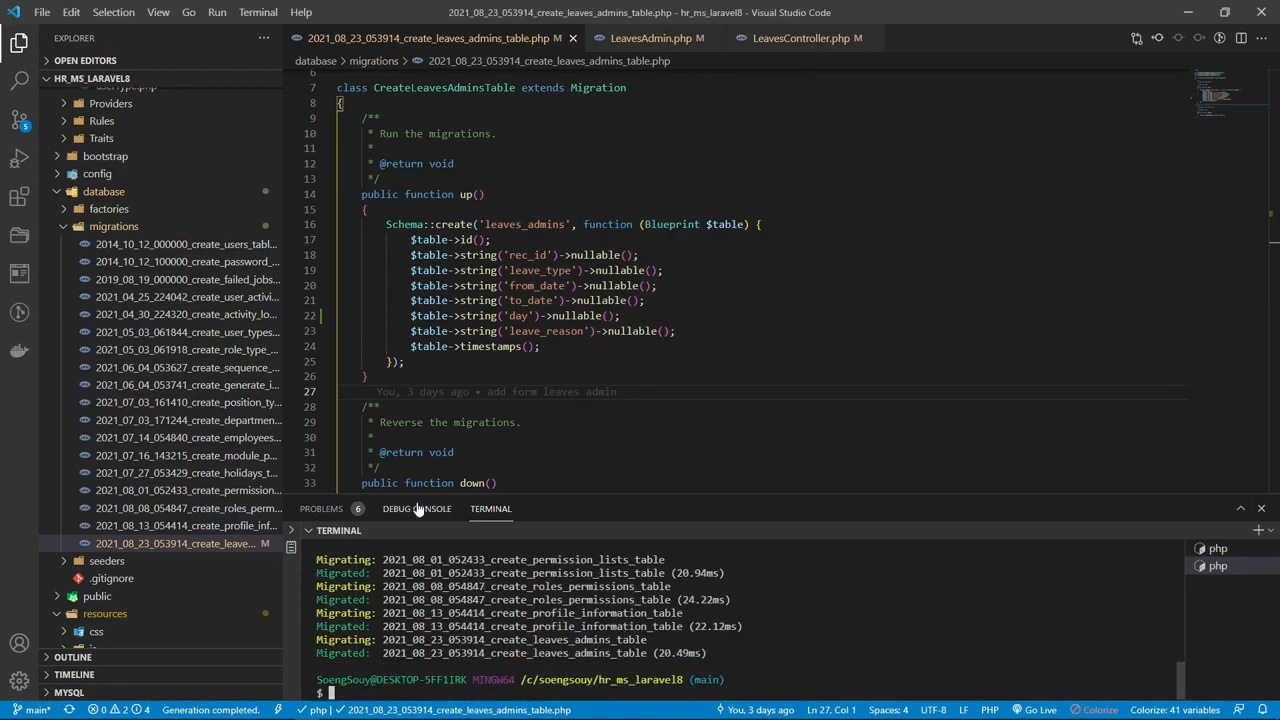 File Edit Selection View Go Run Terminal Help
2021_08_23_053914_create_leaves_admins_table.php - hr_ms_laravel8 - Visual Studio Code
EXPLORER
2021_08_23_053914_create_leaves_admins_table.php M
LeavesAdmin.php M
LeavesController.php M
OPEN EDITORS
database > migrations > 2021_08_23_053914_create_leaves_admins_table.php
HR_MS_LARAVEL8
Providers
Rules
Traits
bootstrap
config
database
factories
migrations
2014_10_12_000000_create_users_tabl...
2014_10_12_100000_create_password_...
2019_08_19_000000_create_failed_jobs...
2021_04_25_224042_create_user_activi...
2021_04_30_224320_create_activity_lo...
2021_05_03_061844_create_user_types...
2021_05_03_061918_create_role_type_...
2021_06_04_053627_create_sequence_...
2021_06_04_053741_create_generate_i...
2021_07_03_161410_create_position_ty...
2021_07_03_171244_create_departmen...
2021_07_14_054840_create_employees...
2021_07_16_143215_create_module_p...
2021_07_27_053429_create_holidays_t...
2021_08_01_052433_create_permission...
2021_08_08_054847_create_roles_perm...
2021_08_13_054414_create_profile_inf...
2021_08_23_053914_create_leave... M
seeders
.gitignore
public
resources
css
OUTLINE
TIMELINE
MYSQL
5
6
7 class CreateLeavesAdminsTable extends Migration
8 {
9 /**
10 * Run the migrations.
11 *
12 * @return void
13 */
14 public function up()
15 {
16 Schema::create('leaves_admins', function (Blueprint $table) {
17 $table->id();
18 $table->string('rec_id')->nullable();
19 $table->string('leave_type')->nullable();
20 $table->string('from_date')->nullable();
21 $table->string('to_date')->nullable();
22 $table->string('day')->nullable();
23 $table->string('leave_reason')->nullable();
24 $table->timestamps();
25 });
26 }
27 You, 3 days ago • add form leaves admin
28 /**
29 * Reverse the migrations.
30 *
31 * @return void
32 */
33 public function down()
PROBLEMS 6 DEBUG CONSOLE TERMINAL
TERMINAL
Migrating: 2021_08_01_052433_create_permission_lists_table
Migrated: 2021_08_01_052433_create_permission_lists_table (20.94ms)
Migrating: 2021_08_08_054847_create_roles_permissions_table
Migrated: 2021_08_08_054847_create_roles_permissions_table (24.22ms)
Migrating: 2021_08_13_054414_create_profile_information_table
Migrated: 2021_08_13_054414_create_profile_information_table (22.12ms)
Migrating: 2021_08_23_053914_create_leaves_admins_table
Migrated: 2021_08_23_053914_create_leaves_admins_table (20.49ms)
SoengSouy@DESKTOP-5FF1IRK MINGW64 /c/soengsouy/hr_ms_laravel8 (main)
$
php
php
main* 0 2 4 Generation completed. php 2021_08_23_053914_create_leaves_admins_table.php You, 3 days ago Ln 27, Col 1 Spaces: 4 UTF-8 LF PHP Go Live Colorize Colorize: 41 variables